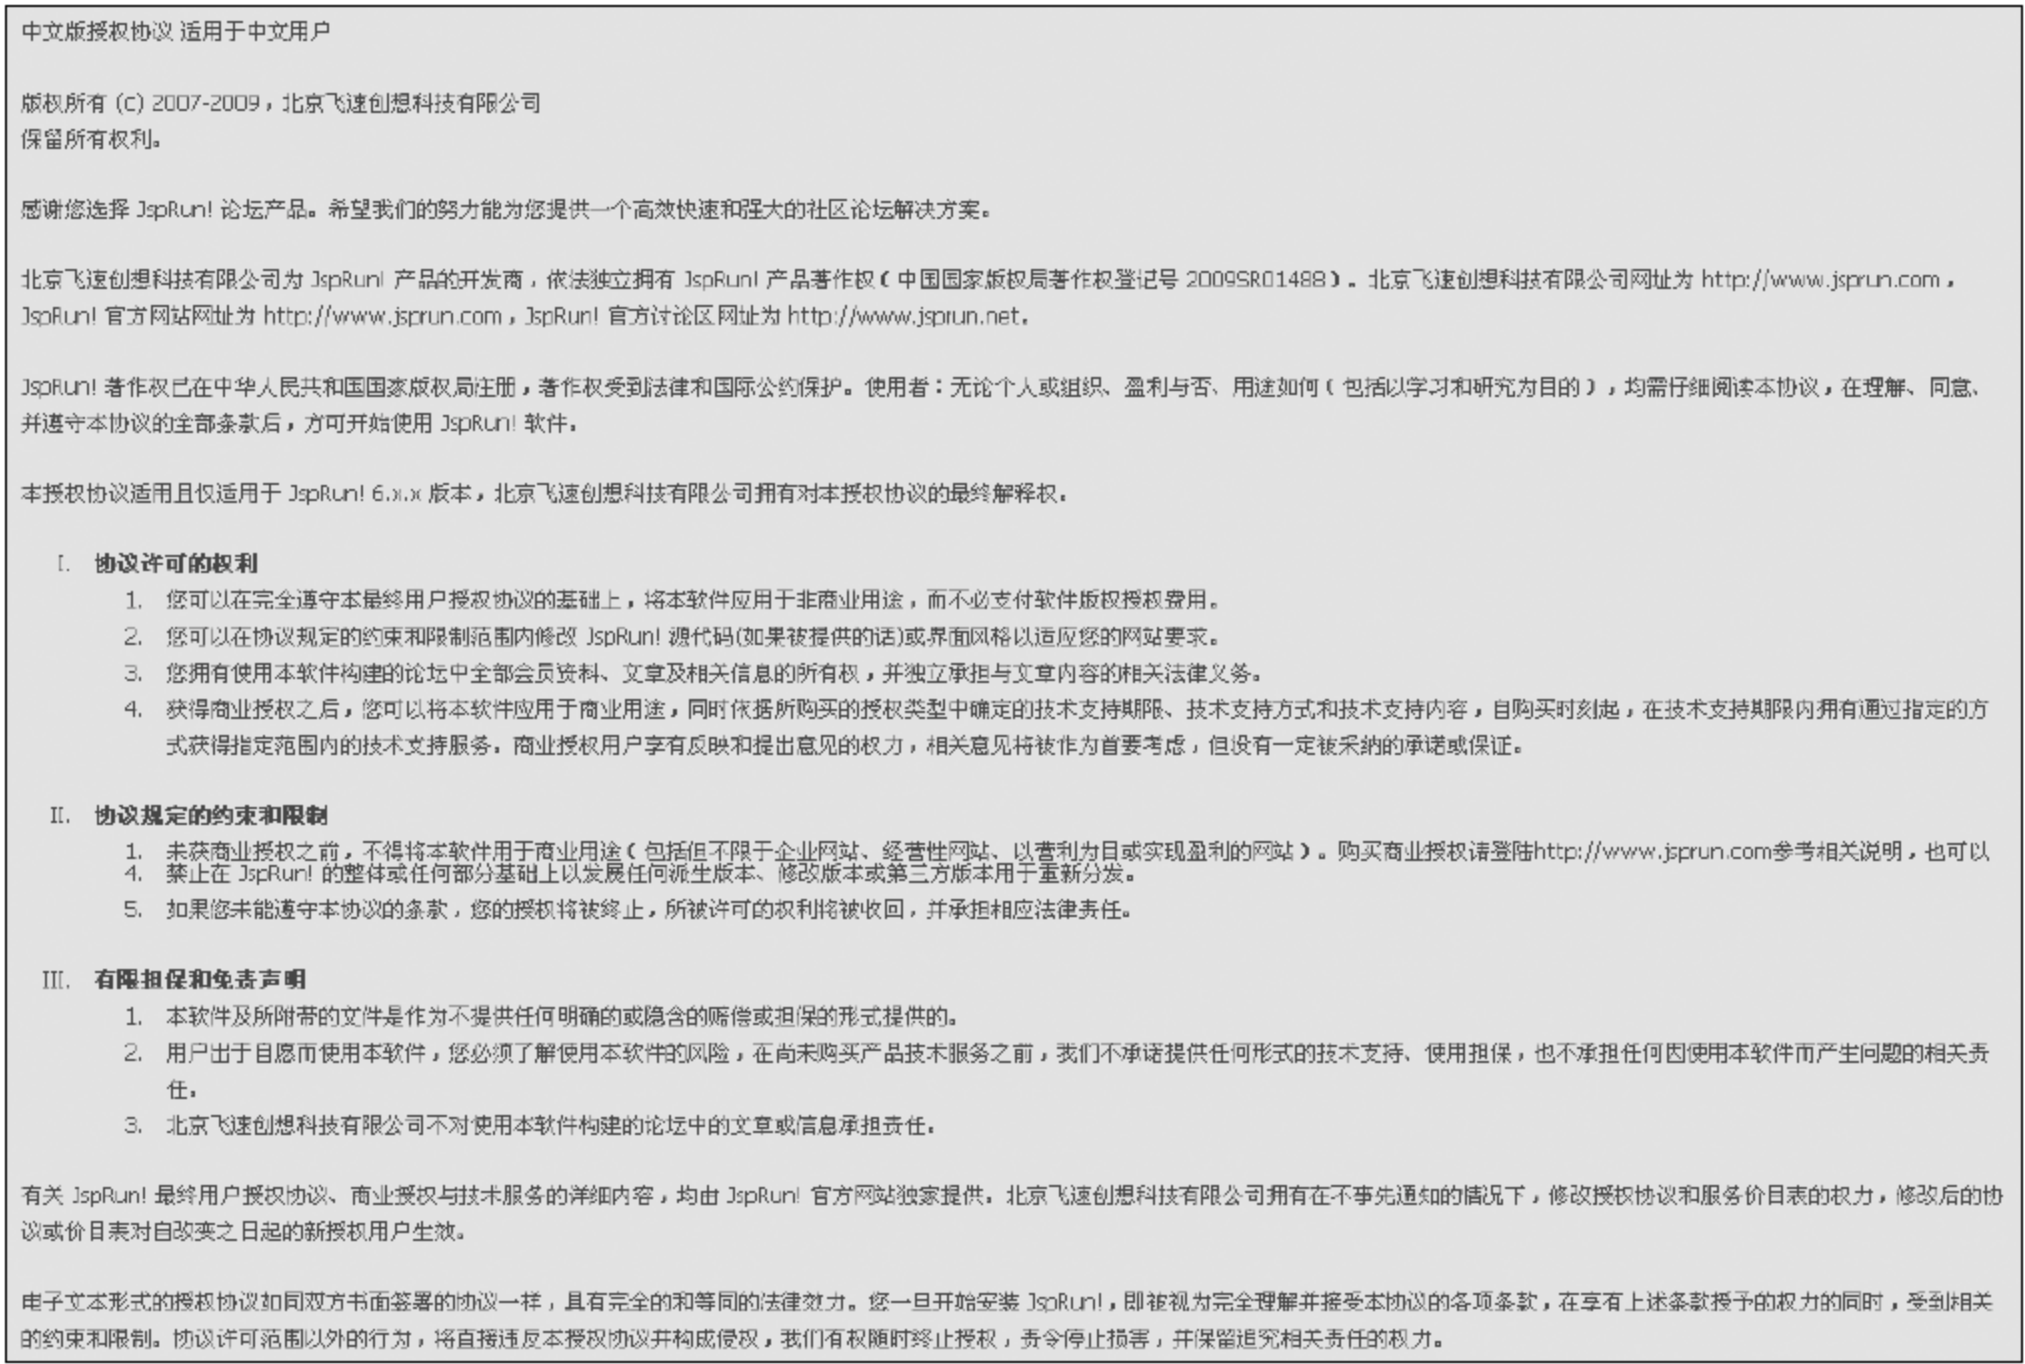 中文版授权协议 适用于中文用户
版权所有 (c) 2007-2009，北京飞速创想科技有限公司
保留所有权利。
感谢您选择 JspRun! 论坛产品。希望我们的努力能为您提供一个高效快速和强大的社区论坛解决方案。
北京飞速创想科技有限公司为 JspRun! 产品的开发商，依法独立拥有 JspRun! 产品著作权（中国国家版权局著作权登记号 2009SR01488）。北京飞速创想科技有限公司网址为 http://www.jsprun.com，
JspRun! 官方网站网址为 http://www.jsprun.com，JspRun! 官方讨论区网址为 http://www.jsprun.net。
JspRun! 著作权已在中华人民共和国国家版权局注册，著作权受到法律和国际公约保护。使用者：无论个人或组织、盈利与否、用途如何（包括以学习和研究为目的），均需仔细阅读本协议，在理解、同意、
并遵守本协议的全部条款后，方可开始使用 JspRun! 软件。
本授权协议适用且仅适用于 JspRun! 6.x.x 版本，北京飞速创想科技有限公司拥有对本授权协议的最终解释权。
I. 协议许可的权利
1. 您可以在完全遵守本最终用户授权协议的基础上，将本软件应用于非商业用途，而不必支付软件版权授权费用。
2. 您可以在协议规定的约束和限制范围内修改 JspRun! 源代码(如果被提供的话)或界面风格以适应您的网站要求。
3. 您拥有使用本软件构建的论坛中全部会员资料、文章及相关信息的所有权，并独立承担与文章内容的相关法律义务。
4. 获得商业授权之后，您可以将本软件应用于商业用途，同时依据所购买的授权类型中确定的技术支持期限、技术支持方式和技术支持内容，自购买时刻起，在技术支持期限内拥有通过指定的方
式获得指定范围内的技术支持服务。商业授权用户享有反映和提出意见的权力，相关意见将被作为首要考虑，但没有一定被采纳的承诺或保证。
II. 协议规定的约束和限制
1. 未获商业授权之前，不得将本软件用于商业用途（包括但不限于企业网站、经营性网站、以营利为目或实现盈利的网站）。购买商业授权请登陆http://www.jsprun.com参考相关说明，也可以
4. 禁止在 JspRun! 的整体或任何部分基础上以发展任何派生版本、修改版本或第三方版本用于重新分发。
5. 如果您未能遵守本协议的条款，您的授权将被终止，所被许可的权利将被收回，并承担相应法律责任。
III. 有限担保和免责声明
1. 本软件及所附带的文件是作为不提供任何明确的或隐含的赔偿或担保的形式提供的。
2. 用户出于自愿而使用本软件，您必须了解使用本软件的风险，在尚未购买产品技术服务之前，我们不承诺提供任何形式的技术支持、使用担保，也不承担任何因使用本软件而产生问题的相关责
任。
3. 北京飞速创想科技有限公司不对使用本软件构建的论坛中的文章或信息承担责任。
有关 JspRun! 最终用户授权协议、商业授权与技术服务的详细内容，均由 JspRun! 官方网站独家提供。北京飞速创想科技有限公司拥有在不事先通知的情况下，修改授权协议和服务价目表的权力，修改后的协
议或价目表对自改变之日起的新授权用户生效。
电子文本形式的授权协议如同双方书面签署的协议一样，具有完全的和等同的法律效力。您一旦开始安装 JspRun!，即被视为完全理解并接受本协议的各项条款，在享有上述条款授予的权力的同时，受到相关
的约束和限制。协议许可范围以外的行为，将直接违反本授权协议并构成侵权，我们有权随时终止授权，责令停止损害，并保留追究相关责任的权力。